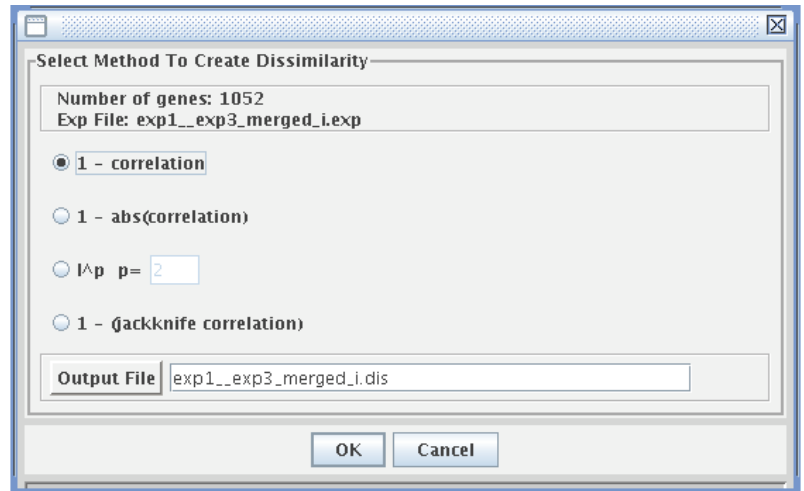 Select Method To Create Dissimilarity
Number of genes: 1052
Exp File: exp1__exp3_merged_i.exp
1 - correlation
1 - abs(correlation)
l^p p= 2
1 - (jackknife correlation)
Output File exp1__exp3_merged_i.dis
OK Cancel